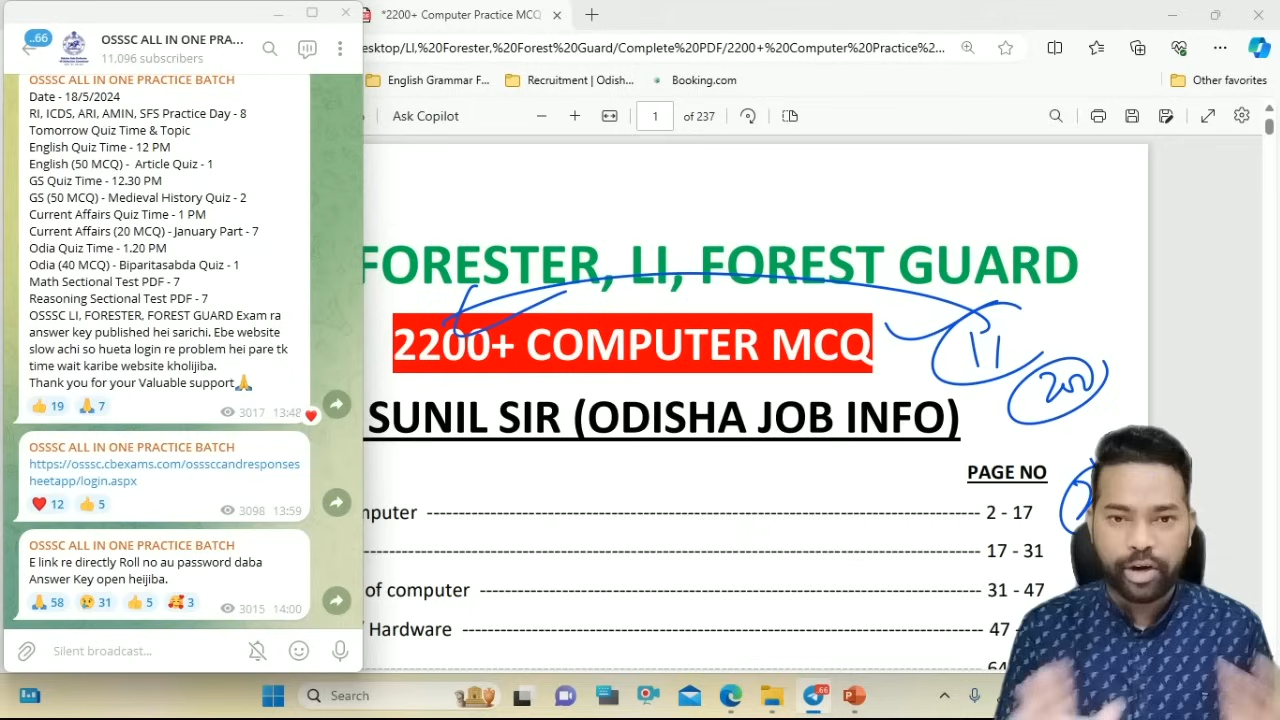 ..66
OSSSC ALL IN ONE PRA...
11,096 subscribers
OSSSC ALL IN ONE PRACTICE BATCH
Date - 18/5/2024
RI, ICDS, ARI, AMIN, SFS Practice Day - 8
Tomorrow Quiz Time & Topic
English Quiz Time - 12 PM
English (50 MCQ) - Article Quiz - 1
GS Quiz Time - 12.30 PM
GS (50 MCQ) - Medieval History Quiz - 2
Current Affairs Quiz Time - 1 PM
Current Affairs (20 MCQ) - January Part - 7
Odia Quiz Time - 1.20 PM
Odia (40 MCQ) - Biparitasabda Quiz - 1
Math Sectional Test PDF - 7
Reasoning Sectional Test PDF - 7
OSSSC LI, FORESTER, FOREST GUARD Exam ra
answer key published hei sarichi. Ebe website
slow achi so hueta login re problem hei pare tk
time wait karibe website kholijiba.
Thank you for your Valuable support🙏
👍 19 🙏 7 3017 13:48
OSSSC ALL IN ONE PRACTICE BATCH
https://osssc.cbexams.com/osssccandresponses
heetapp/login.aspx
❤️ 12 👍 5 3098 13:59
OSSSC ALL IN ONE PRACTICE BATCH
E link re directly Roll no au password daba
Answer Key open heijiba.
🙏 58 😢 31 👍 5 🥰 3 3015 14:00
Silent broadcast...
*2200+ Computer Practice MCQ
esktop/LI,%20Forester,%20Forest%20Guard/Complete%20PDF/2200+%20Computer%20Practice%2...
English Grammar F...
Recruitment | Odish...
Booking.com
Other favorites
Ask Copilot
1 of 237
FORESTER, LI, FOREST GUARD
2200+ COMPUTER MCQ
11
200
SUNIL SIR (ODISHA JOB INFO)
PAGE NO
mputer ---------------------------------------- 2 - 17
---------------------------------------- 17 - 31
of computer ---------------------------------------- 31 - 47
/ Hardware ---------------------------------------- 47 -
Search
.66